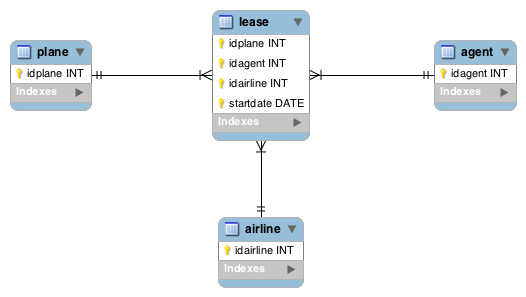 plane
idplane INT
Indexes
lease
idplane INT
idagent INT
idairline INT
startdate DATE
Indexes
agent
idagent INT
Indexes
airline
idairline INT
Indexes